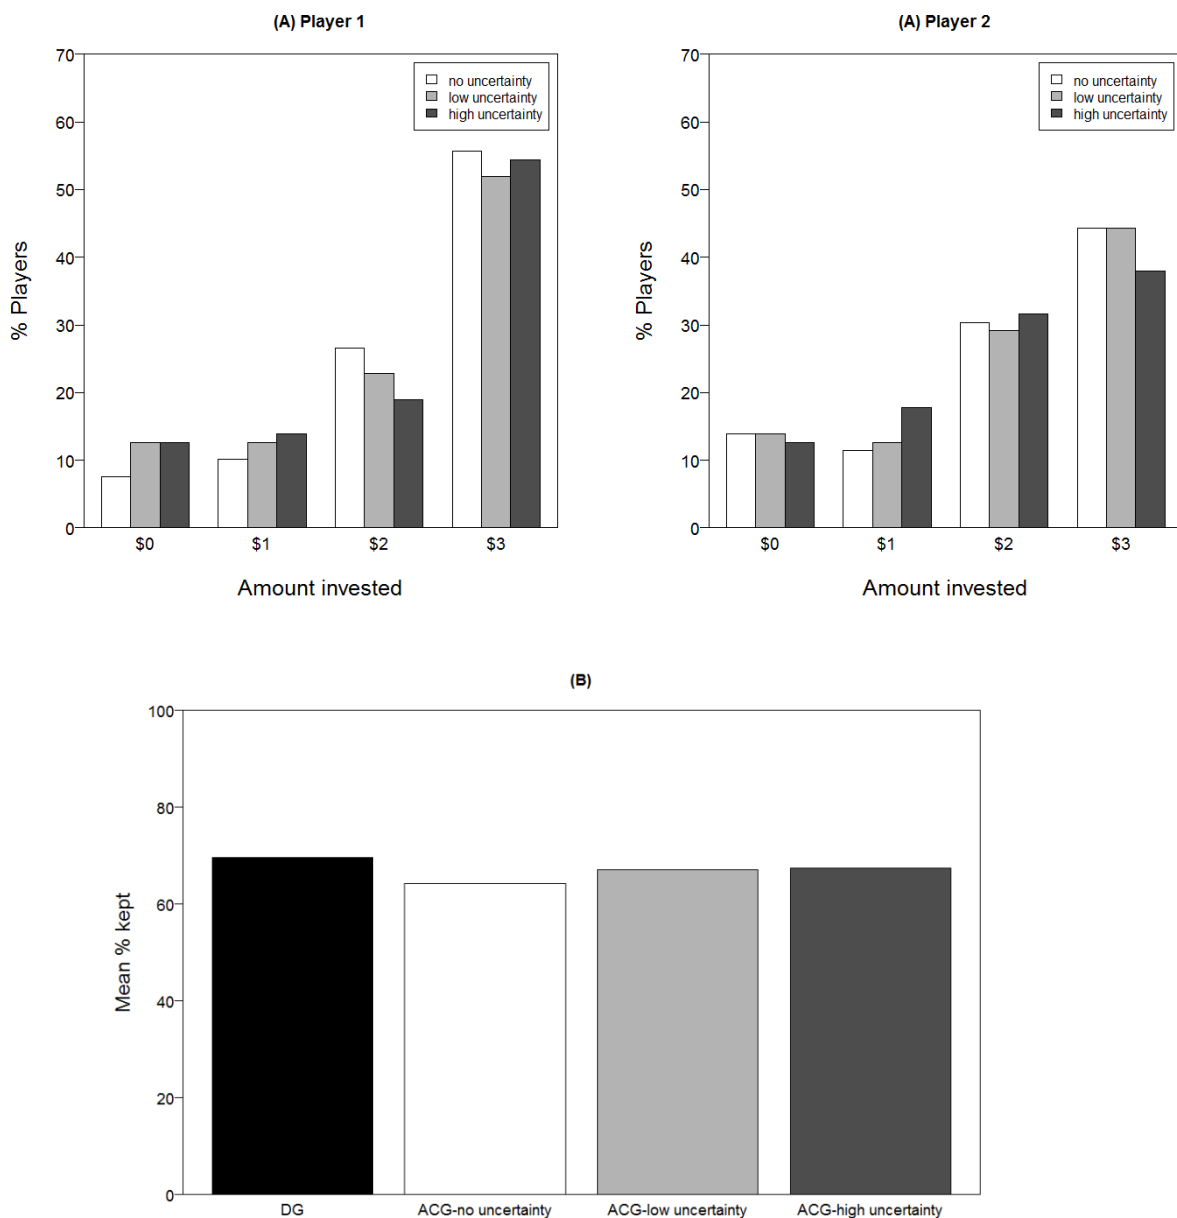 (A) Player 1
70
60
50
40
30
20
10
0
% Players
no uncertainty
low uncertainty
high uncertainty
$0
$1
$2
$3
Amount invested
(A) Player 2
70
60
50
40
30
20
10
0
% Players
no uncertainty
low uncertainty
high uncertainty
$0
$1
$2
$3
Amount invested
(B)
100
80
60
40
20
0
Mean % kept
DG
ACG-no uncertainty
ACG-low uncertainty
ACG-high uncertainty